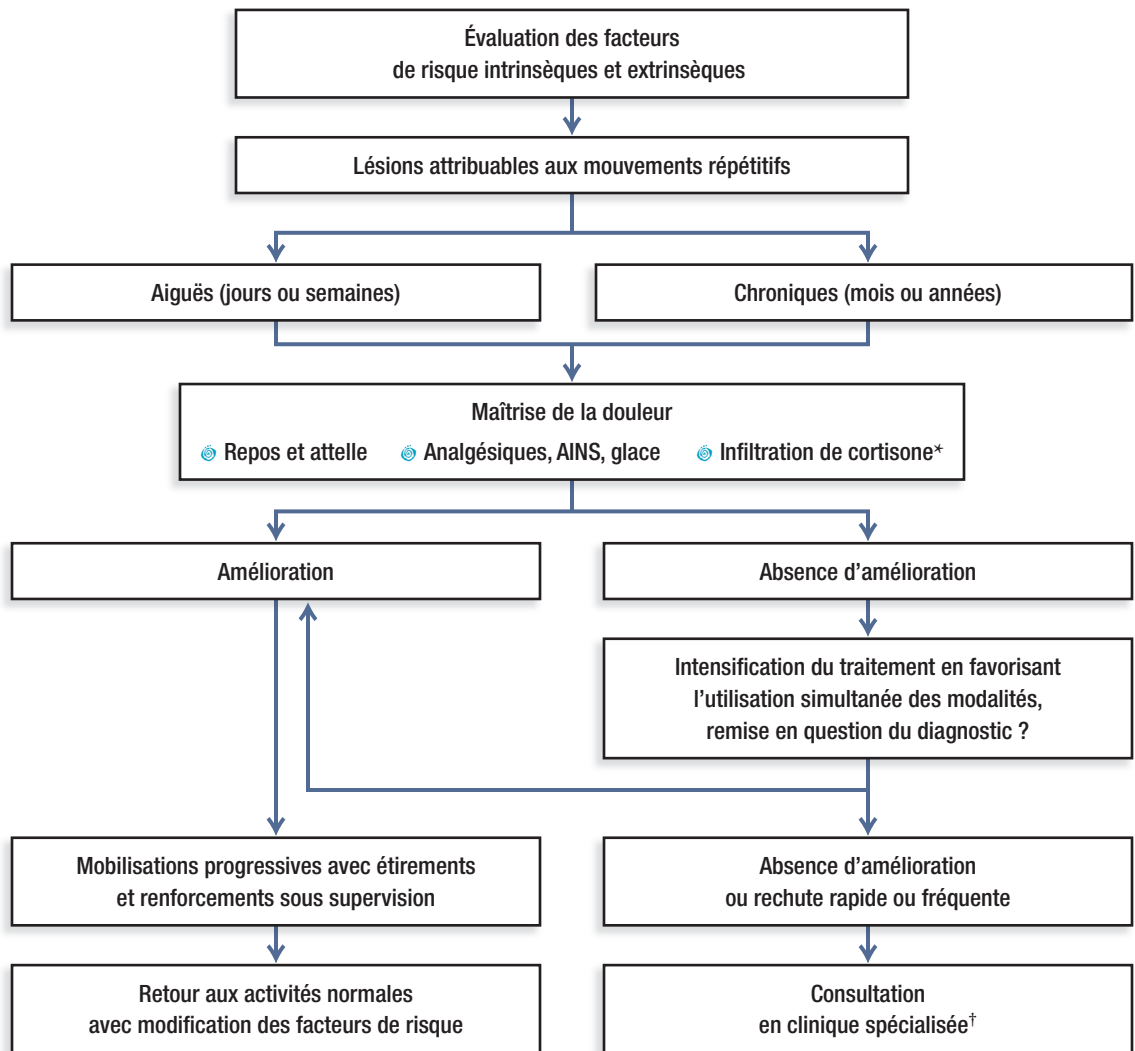 Évaluation des facteurs
de risque intrinsèques et extrinsèques
Lésions attribuables aux mouvements répétitifs
Aiguës (jours ou semaines)
Chroniques (mois ou années)
Maîtrise de la douleur
Repos et attelle
Analgésiques, AINS, glace
Infiltration de cortisone*
Amélioration
Absence d’amélioration
Intensification du traitement en favorisant
l’utilisation simultanée des modalités,
remise en question du diagnostic ?
Mobilisations progressives avec étirements
et renforcements sous supervision
Absence d’amélioration
ou rechute rapide ou fréquente
Retour aux activités normales
avec modification des facteurs de risque
Consultation
en clinique spécialisée†